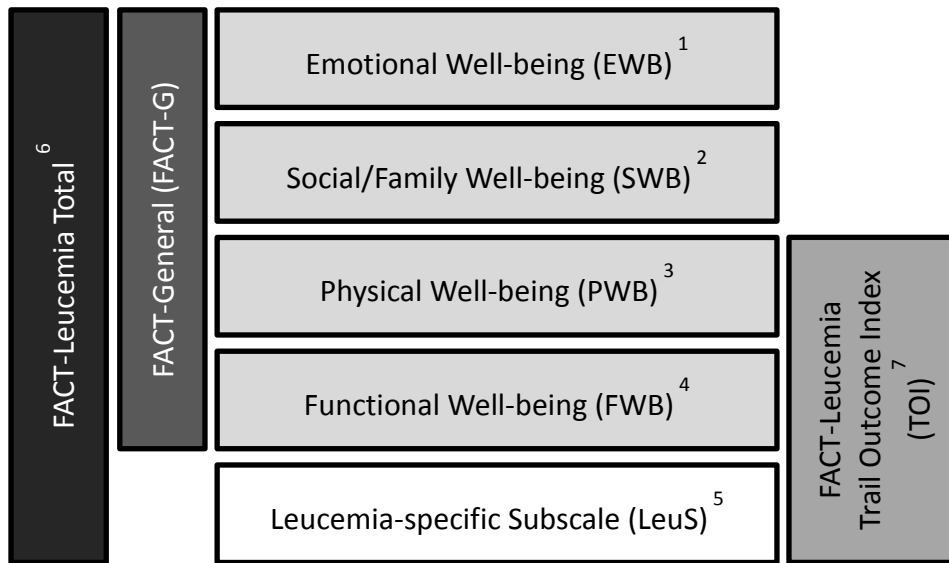 FACT-Leucemia Total 6
FACT-General (FACT-G)
Emotional Well-being (EWB) 1
Social/Family Well-being (SWB) 2
Physical Well-being (PWB) 3
Functional Well-being (FWB) 4
Leucemia-specific Subscale (LeuS) 5
FACT-Leucemia
Trail Outcome Index
(TOI) 7